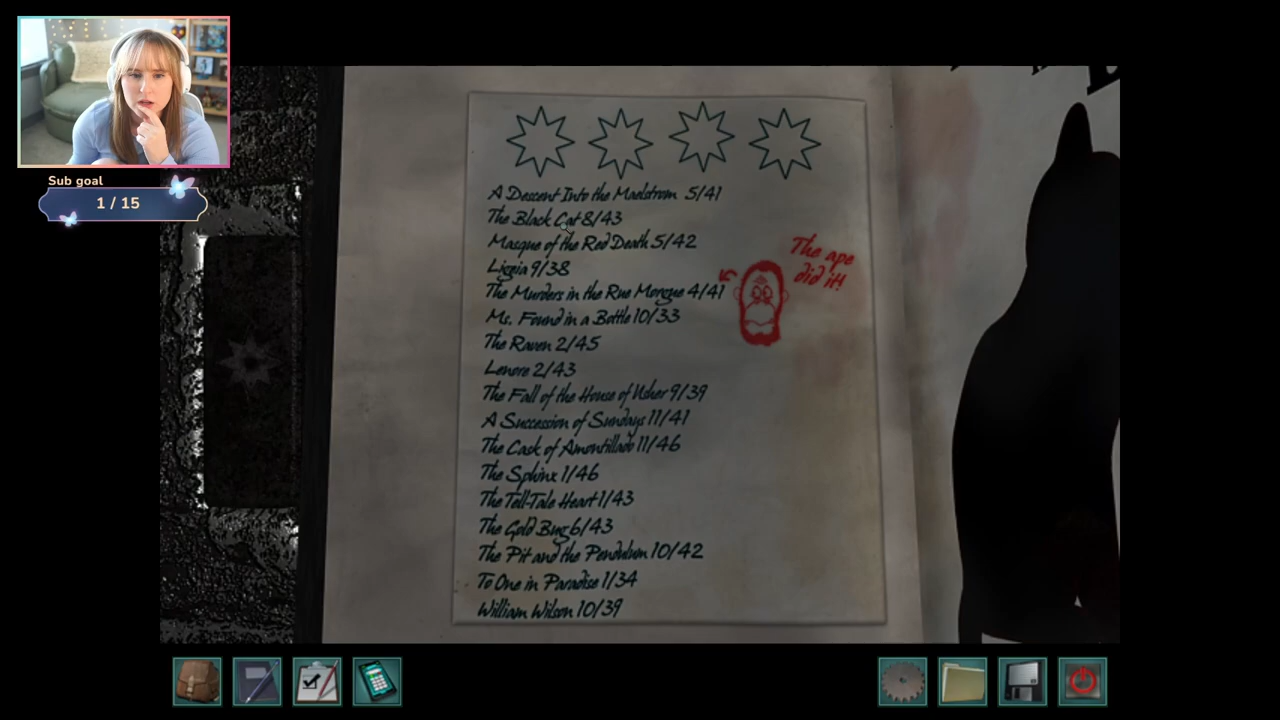 Sub goal
1 / 15
A Descent Into the Maelstrom 5/41
The Black Cat 8/43
Masque of the Red Death 5/42
Ligeia 9/38
The Murders in the Rue Morgue 4/41
Ms. Found in a Bottle 10/33
The Raven 2/45
Lenore 2/43
The Fall of the House of Usher 9/39
A Succession of Sundays 11/41
The Cask of Amontillado 11/46
The Sphinx 1/46
The Tell-Tale Heart 1/43
The Gold Bug 6/43
The Pit and the Pendulum 10/42
To One in Paradise 1/34
William Wilson 10/39
The ape
did it!